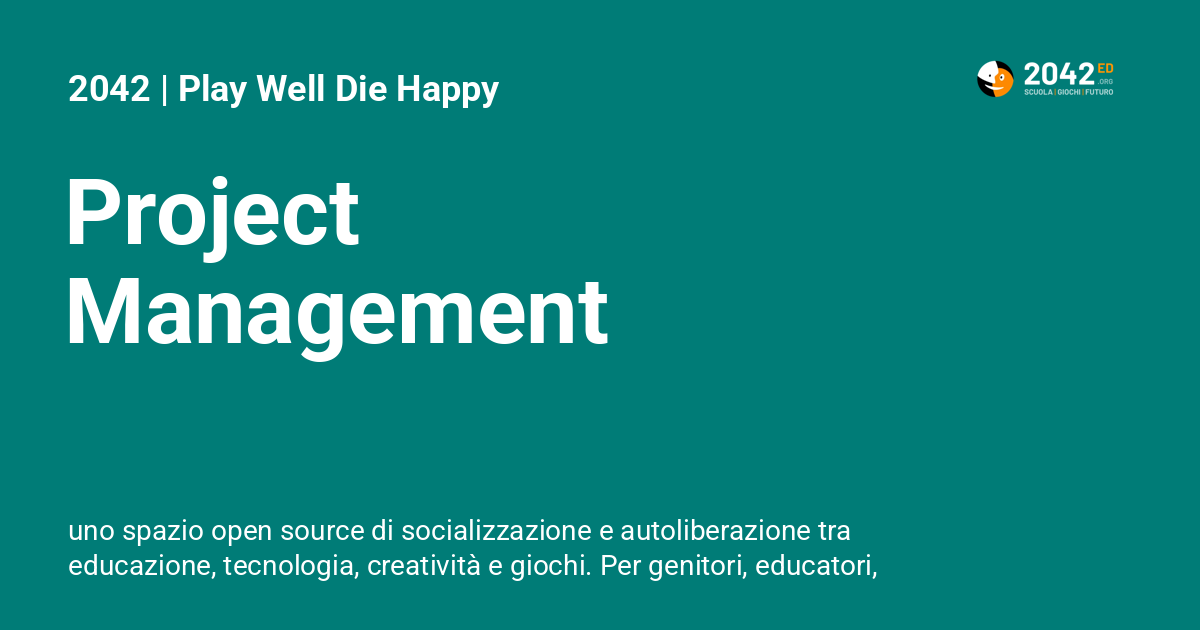 2042 | Play Well Die Happy
2042 ED
.ORG
SCUOLA | GIOCHI | FUTURO
Project
Management
uno spazio open source di socializzazione e autoliberazione tra
educazione, tecnologia, creatività e giochi. Per genitori, educatori,